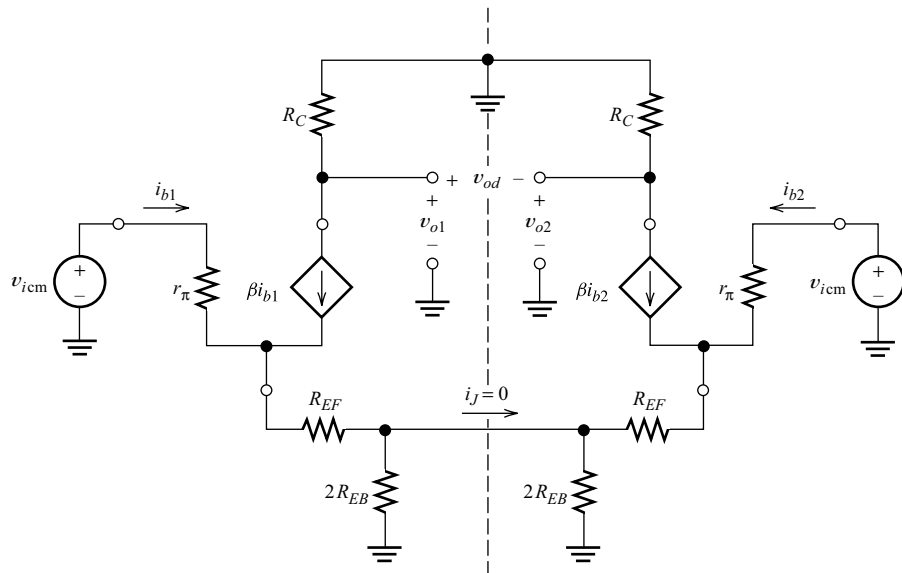 R_C
R_C
+ v_od −
i_b1
+
v_o1
−
+
v_o2
−
i_b2
v_icm
+
−
r_π
βi_b1
βi_b2
r_π
+
−
v_icm
R_EF
i_J = 0
R_EF
2R_EB
2R_EB